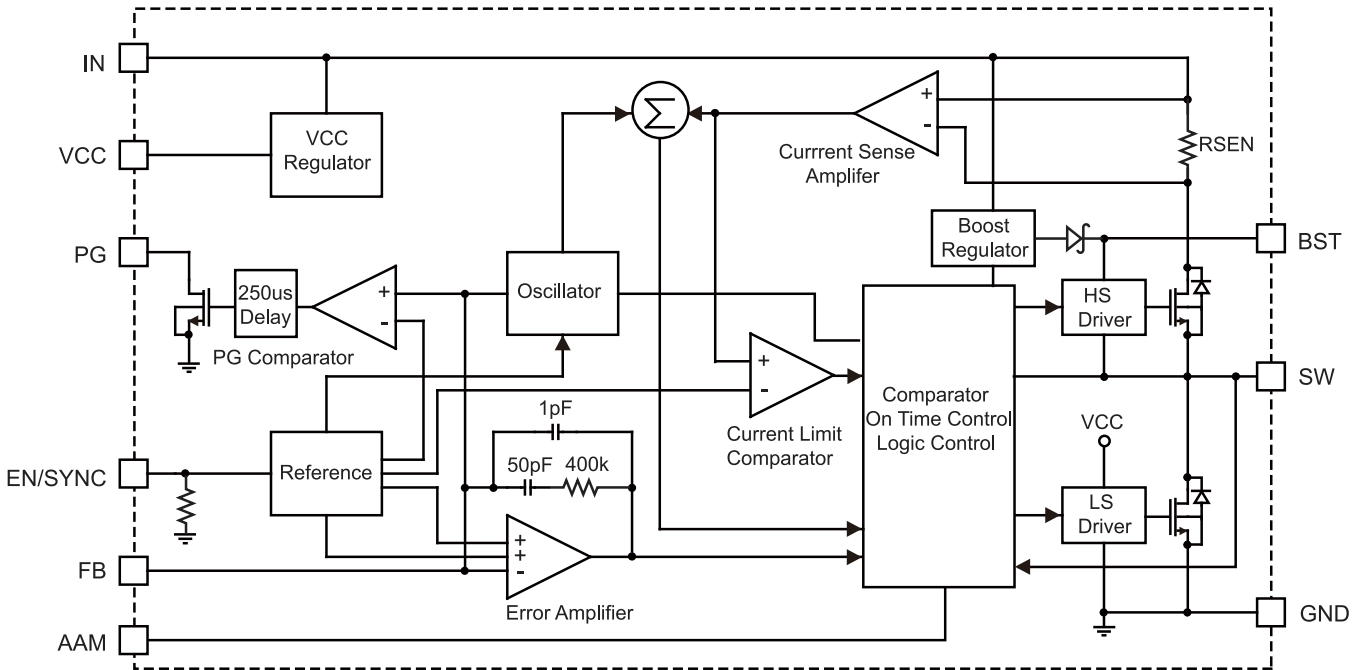 IN
VCC
Regulator
VCC
Σ
+
-
Currrent Sense
Amplifer
RSEN
PG
250us
Delay
+
-
PG Comparator
Oscillator
Boost
Regulator
BST
HS
Driver
+
-
Current Limit
Comparator
Comparator
On Time Control
Logic Control
SW
VCC
1pF
50pF
400k
EN/SYNC
Reference
LS
Driver
+
+
-
Error Amplifier
FB
GND
AAM